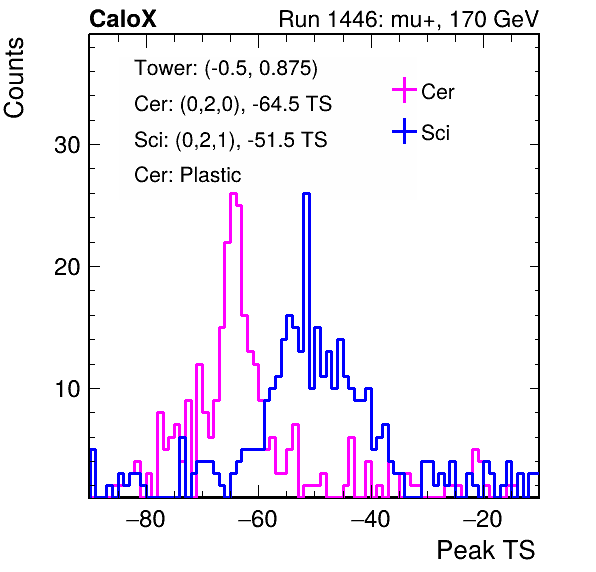 CaloX Run 1446: mu+, 170 GeV
Counts
Tower: (-0.5, 0.875)
Cer: (0,2,0), -64.5 TS
Sci: (0,2,1), -51.5 TS
Cer: Plastic
Cer
Sci
30
20
10
−80 −60 −40 −20
Peak TS